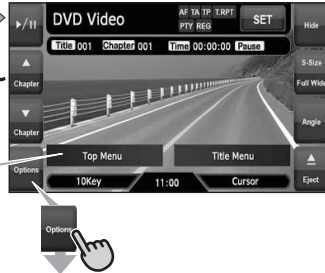 ▶/II DVD Video AF TA TP T.RPT SET Hide
PTY REG
Title 001 Chapter 001 Time 00:00:00 Pause
▲ Chapter S-Size Full Wide
▼ Chapter Angle
Top Menu Title Menu
Options 10Key 11:00 Cursor Eject
Options